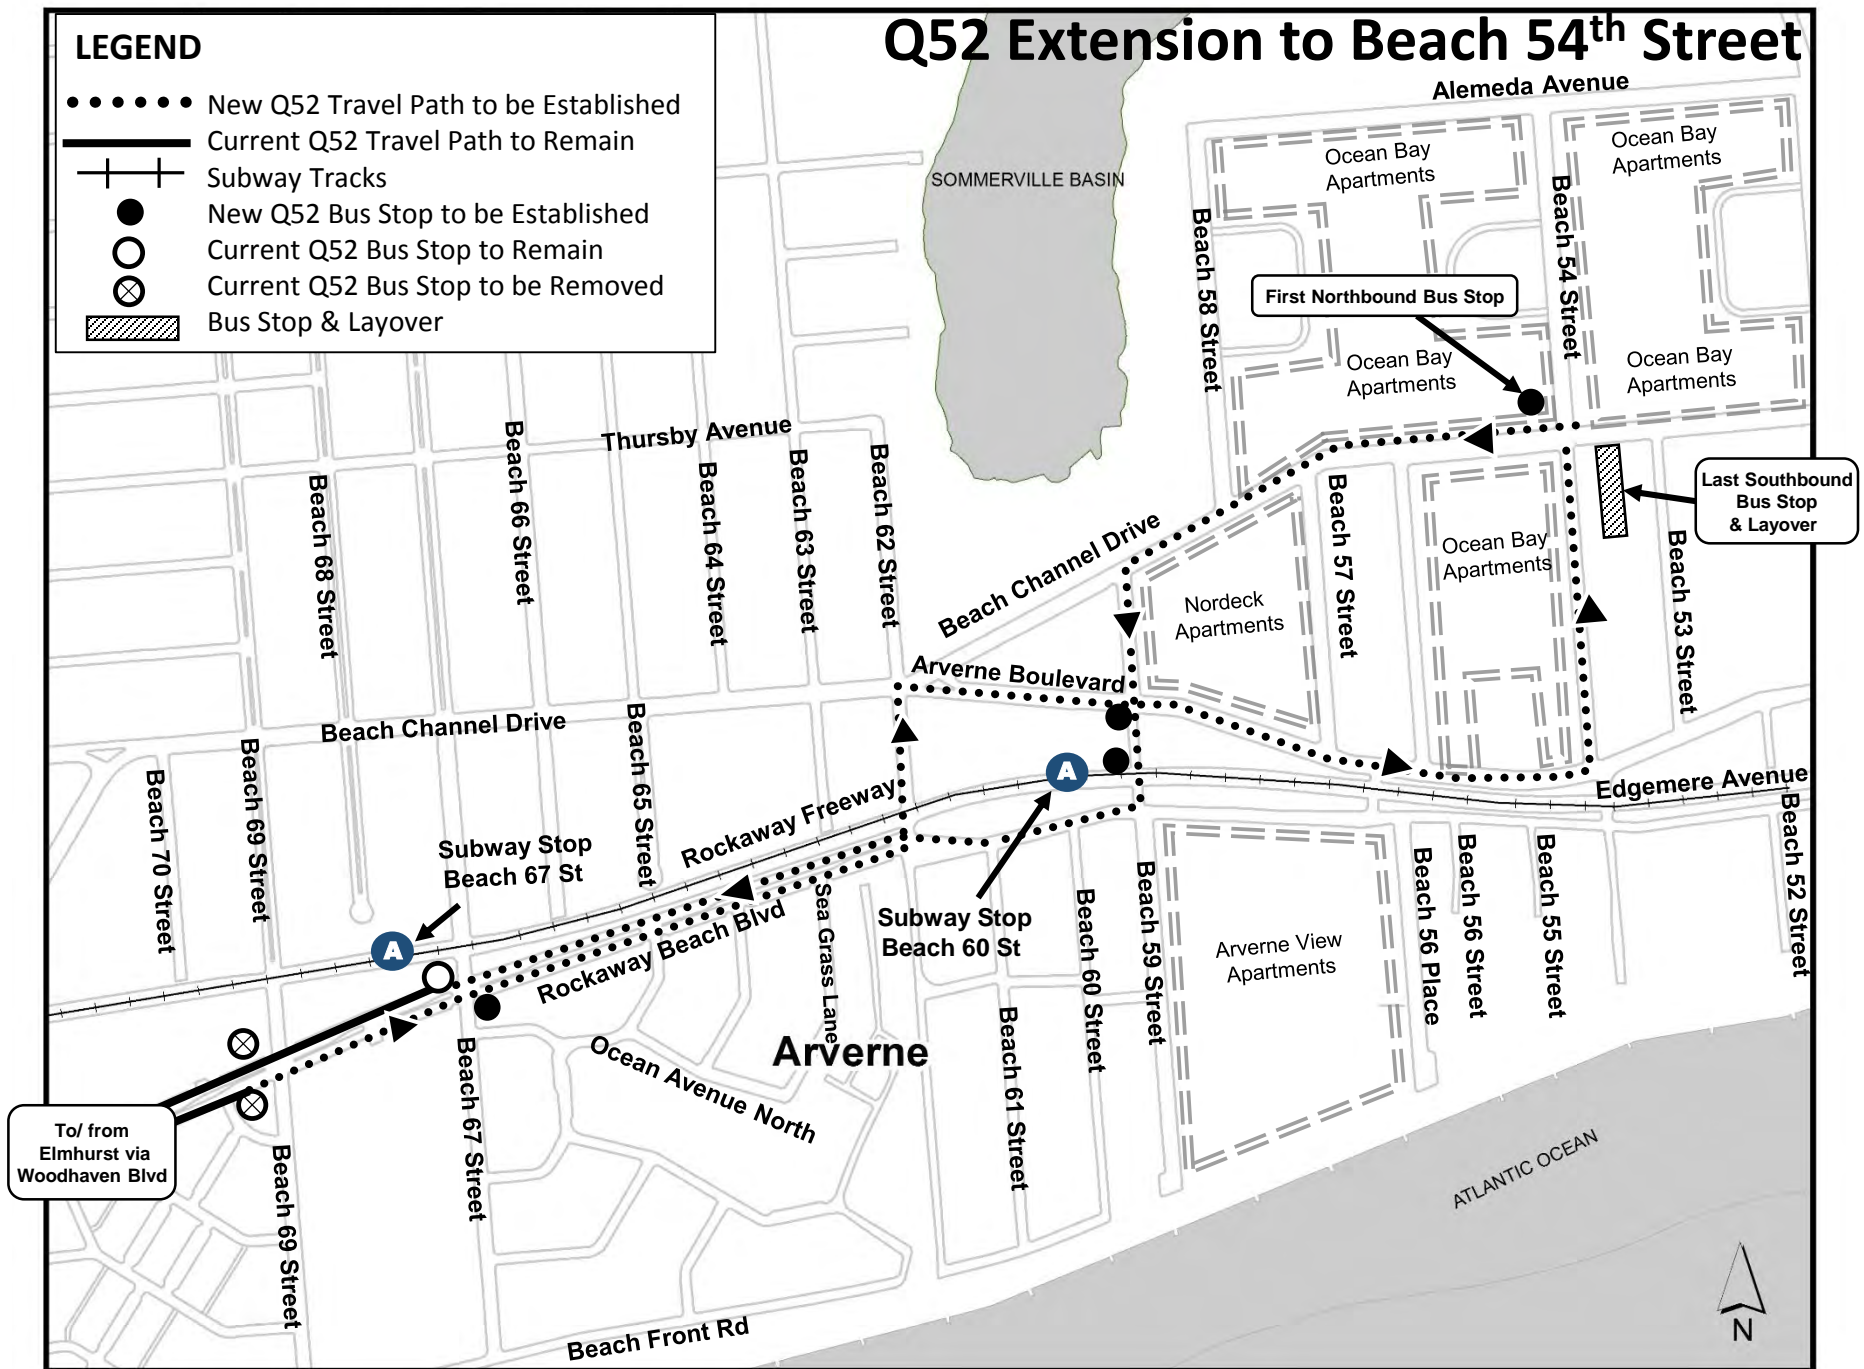 Q52 Extension to Beach 54th Street
LEGEND
New Q52 Travel Path to be Established
Current Q52 Travel Path to Remain
Subway Tracks
New Q52 Bus Stop to be Established
Current Q52 Bus Stop to Remain
Current Q52 Bus Stop to be Removed
Bus Stop & Layover
Alemeda Avenue
SOMMERVILLE BASIN
Ocean Bay
Apartments
Ocean Bay
Apartments
Beach 58 Street
Beach 54 Street
First Northbound Bus Stop
Ocean Bay
Apartments
Ocean Bay
Apartments
Thursby Avenue
Beach 68 Street
Beach 66 Street
Beach 64 Street
Beach 63 Street
Beach 62 Street
Beach Channel Drive
Beach 57 Street
Ocean Bay
Apartments
Last Southbound
Bus Stop
& Layover
Beach 53 Street
Nordeck
Apartments
Arverne Boulevard
Beach Channel Drive
Beach 70 Street
Beach 69 Street
Beach 65 Street
Rockaway Freeway
A
Edgemere Avenue
Subway Stop
Beach 67 St
A
Rockaway Beach Blvd
Sea Grass Lane
Subway Stop
Beach 60 St
Beach 60 Street
Beach 59 Street
Arverne View
Apartments
Beach 56 Place
Beach 56 Street
Beach 55 Street
Beach 52 Street
Arverne
Ocean Avenue North
Beach 67 Street
Beach 61 Street
To/ from
Elmhurst via
Woodhaven Blvd
Beach 69 Street
ATLANTIC OCEAN
Beach Front Rd
N